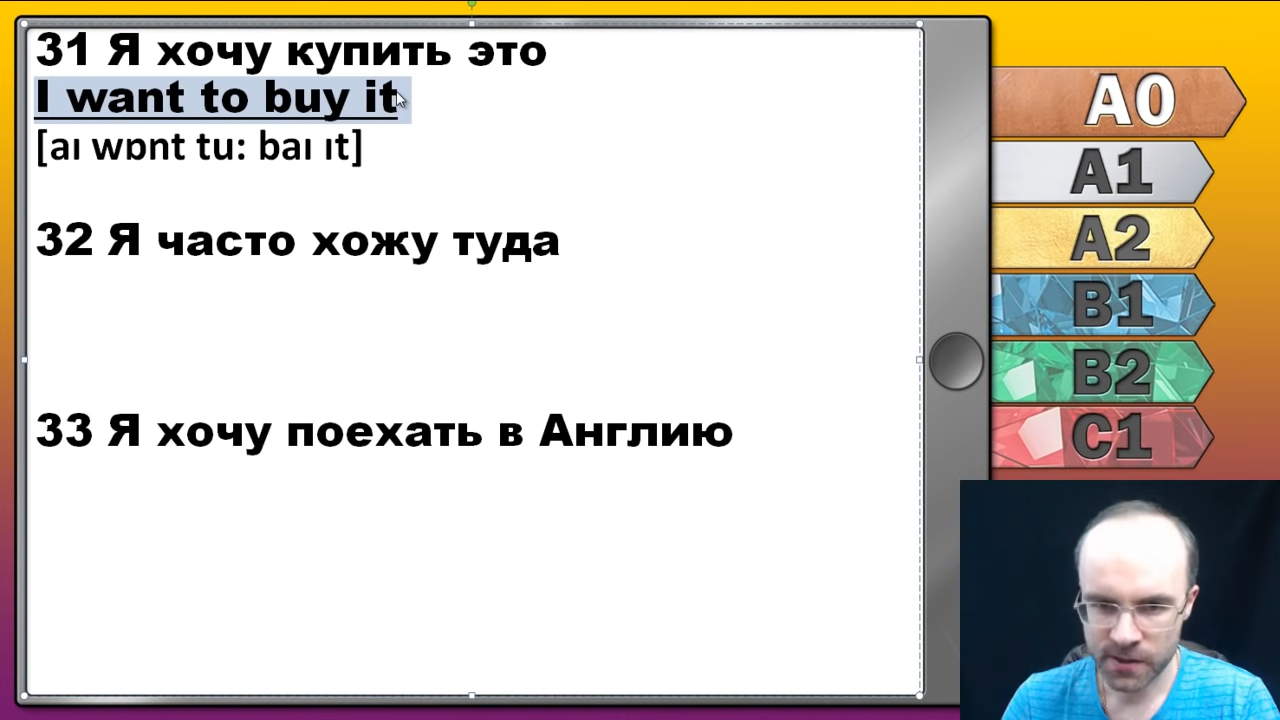 31 Я хочу купить это
I want to buy it
[aɪ wɒnt tuː baɪ ɪt]
32 Я часто хожу туда
33 Я хочу поехать в Англию
A0
A1
A2
B1
B2
C1